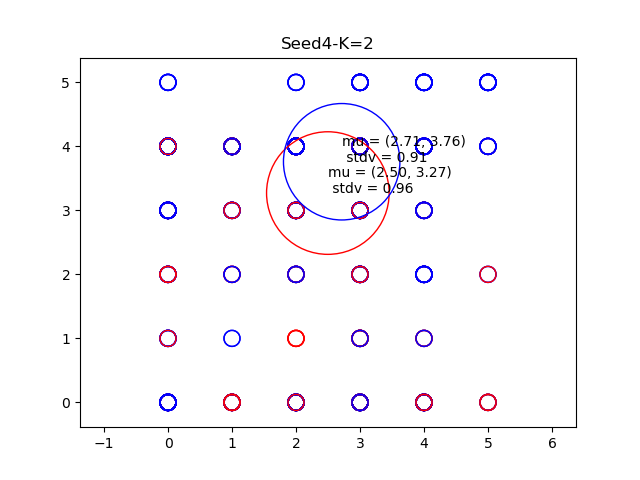 Seed4-K=2
5
4
3
2
1
0
mu = (2.71, 3.76)
stdv = 0.91
mu = (2.50, 3.27)
stdv = 0.96
−1 0 1 2 3 4 5 6